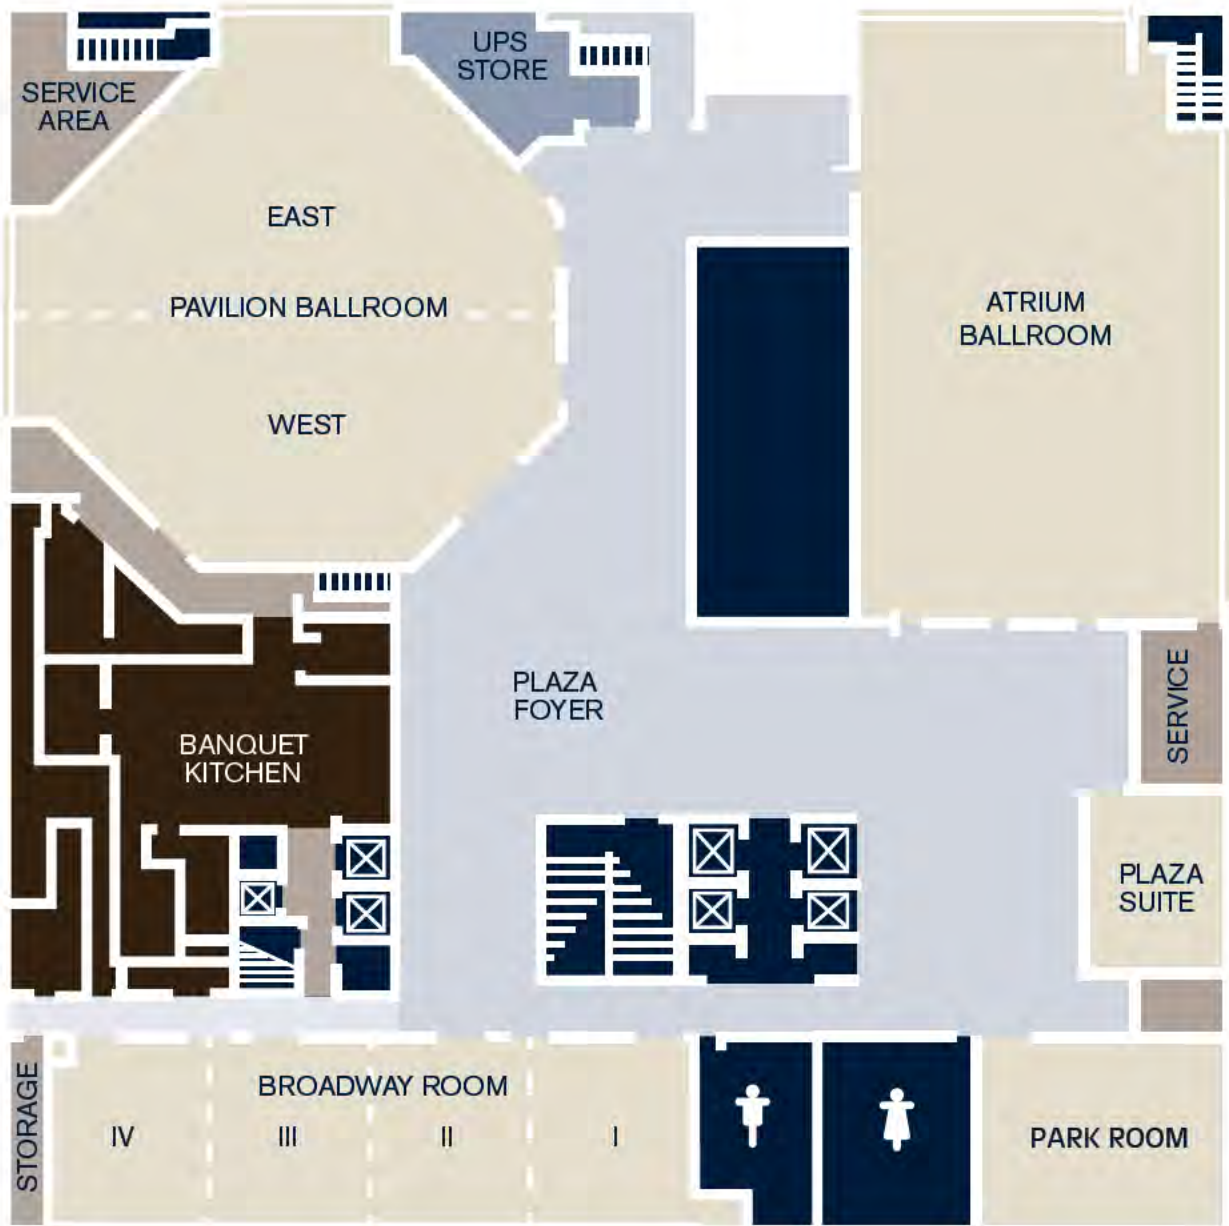 UPS
STORE
SERVICE
AREA
EAST
PAVILION BALLROOM
WEST
ATRIUM
BALLROOM
PLAZA
FOYER
SERVICE
BANQUET
KITCHEN
PLAZA
SUITE
STORAGE
BROADWAY ROOM
IV
III
II
I
PARK ROOM